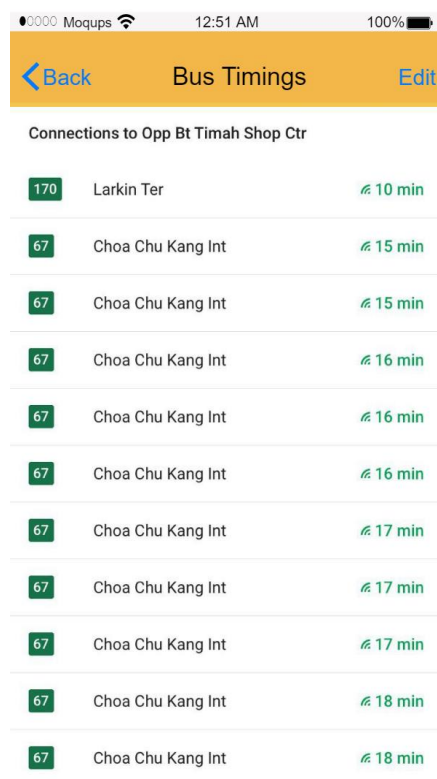 Moqups 12:51 AM 100%
Back Bus Timings Edit
Connections to Opp Bt Timah Shop Ctr
170 Larkin Ter 10 min
67 Choa Chu Kang Int 15 min
67 Choa Chu Kang Int 15 min
67 Choa Chu Kang Int 16 min
67 Choa Chu Kang Int 16 min
67 Choa Chu Kang Int 16 min
67 Choa Chu Kang Int 17 min
67 Choa Chu Kang Int 17 min
67 Choa Chu Kang Int 17 min
67 Choa Chu Kang Int 18 min
67 Choa Chu Kang Int 18 min